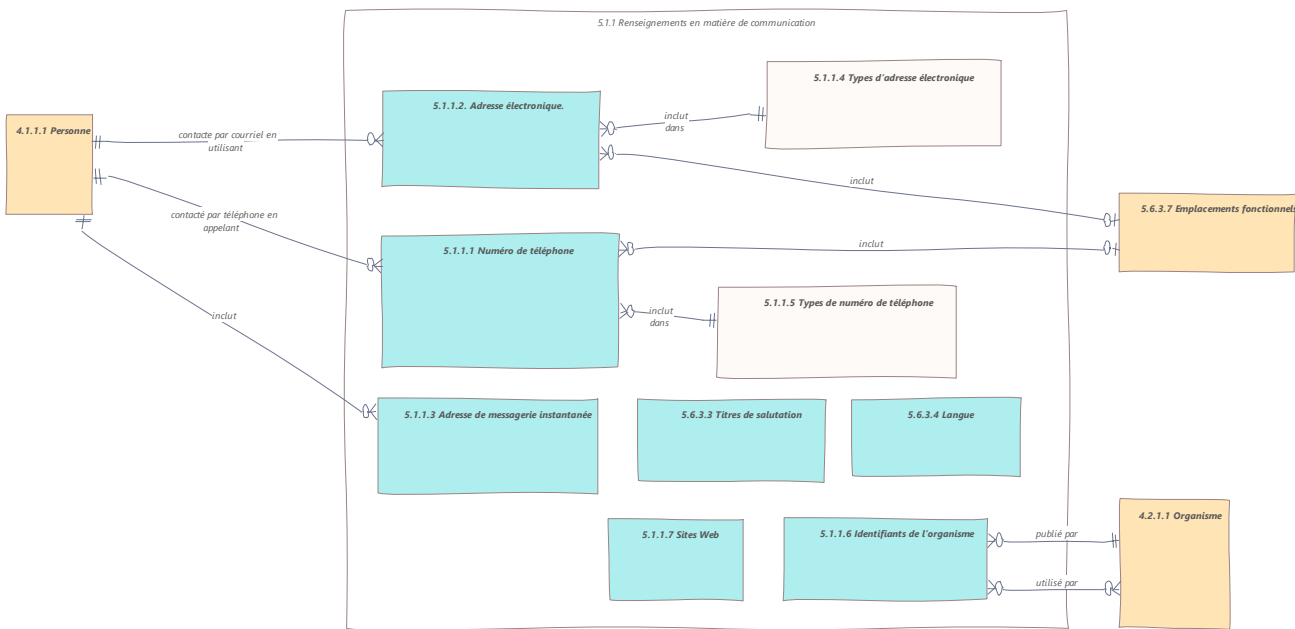 5.1.1 Renseignements en matière de communication
5.1.1.4 Types d'adresse électronique
5.1.1.2. Adresse électronique.
4.1.1.1 Personne
contacte par courriel en
utilisant
inclut
dans
inclut
5.6.3.7 Emplacements fonctionnels
contacté par téléphone en
appelant
5.1.1.1 Numéro de téléphone
inclut
5.1.1.5 Types de numéro de téléphone
inclut
dans
inclut
5.1.1.3 Adresse de messagerie instantanée
5.6.3.3 Titres de salutation
5.6.3.4 Langue
4.2.1.1 Organisme
5.1.1.7 Sites Web
5.1.1.6 Identifiants de l'organisme
publié par
utilisé par